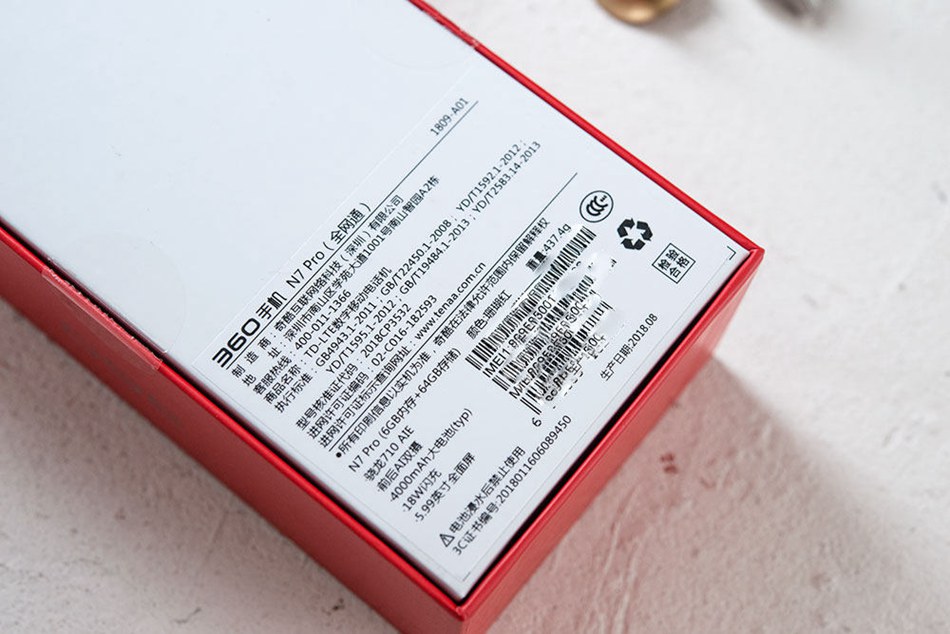 360手机 N7 Pro(全网通)
1809-A01
制 造 商：奇酷互联网络科技（深圳）有限公司
地 址：深圳市南山区学苑大道1001号南山智园A2栋
客服热线：400-0111-366
商品名称：TD-LTE数字移动电话机
执行标准：GB4943.1-2011; GB/T22450.1-2008; YD/T1592.1-2012;
YD/T1595.1-2012; GB/T19484.1-2013; YD/T2583.14-2013
型号核准证代码：2018CP3532
进网许可证编码：02-C016-182593
进网许可证标示查询网址：www.tenaa.com.cn
●所有印刷信息以实机为准 奇酷在法律允许范围内保留解释权
N7 Pro (6GB内存+64GB存储) 颜色:珊瑚红 重量:437.4g
骁龙710 AIE
前后AI双摄
4000mAh大电池(typ)
18W闪充
5.99英寸全面屏
CCC
检验
合格
生产日期:2018.08
电池浸水后禁止使用
3C证书编号:2018011606089450